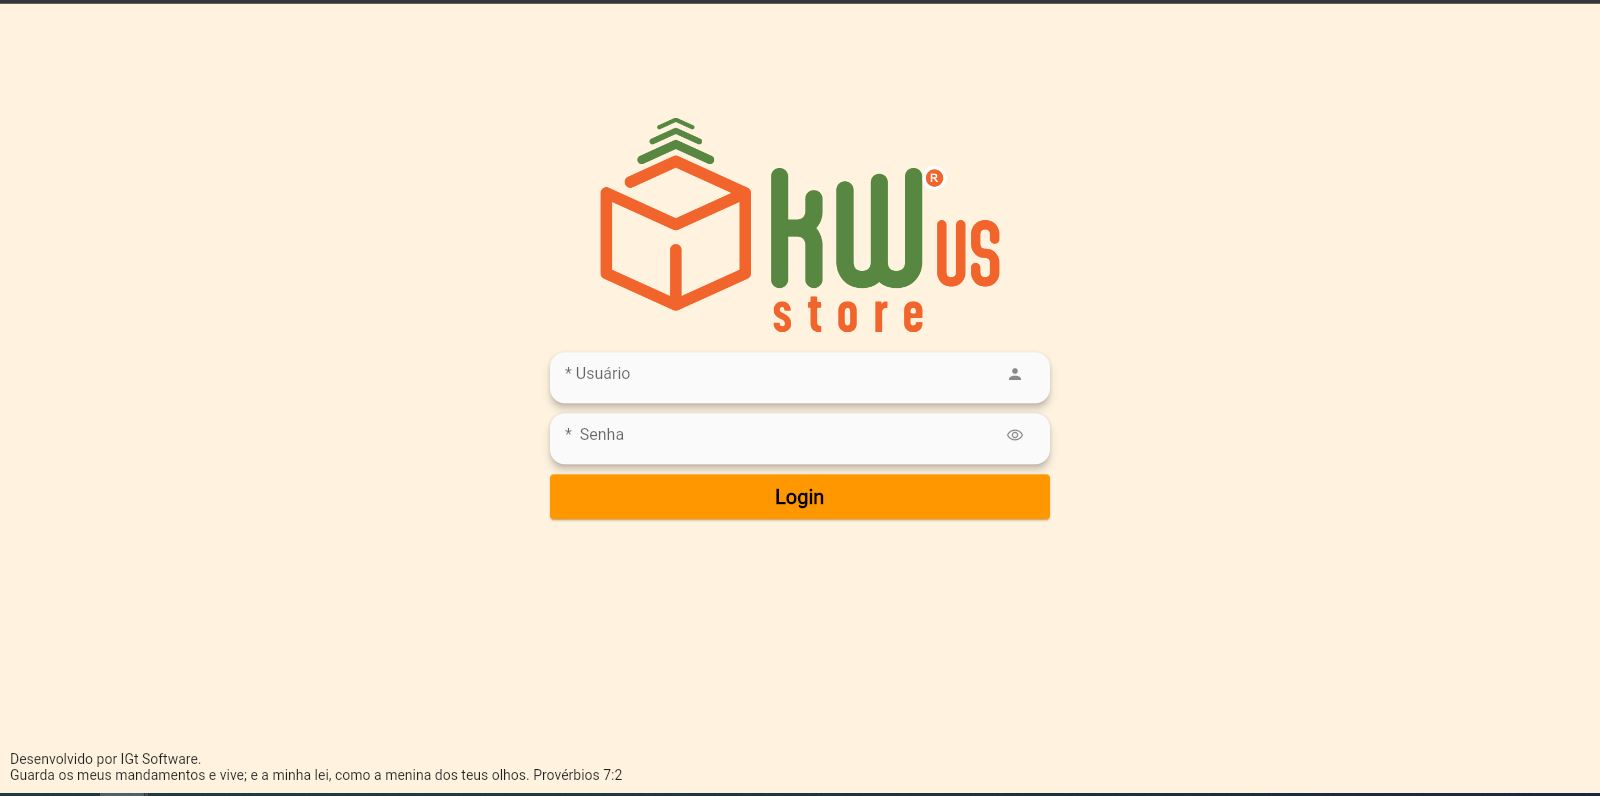 kw® us
store
* Usuário
* Senha
Login
Desenvolvido por IGt Software.
Guarda os meus mandamentos e vive; e a minha lei, como a menina dos teus olhos. Provérbios 7:2